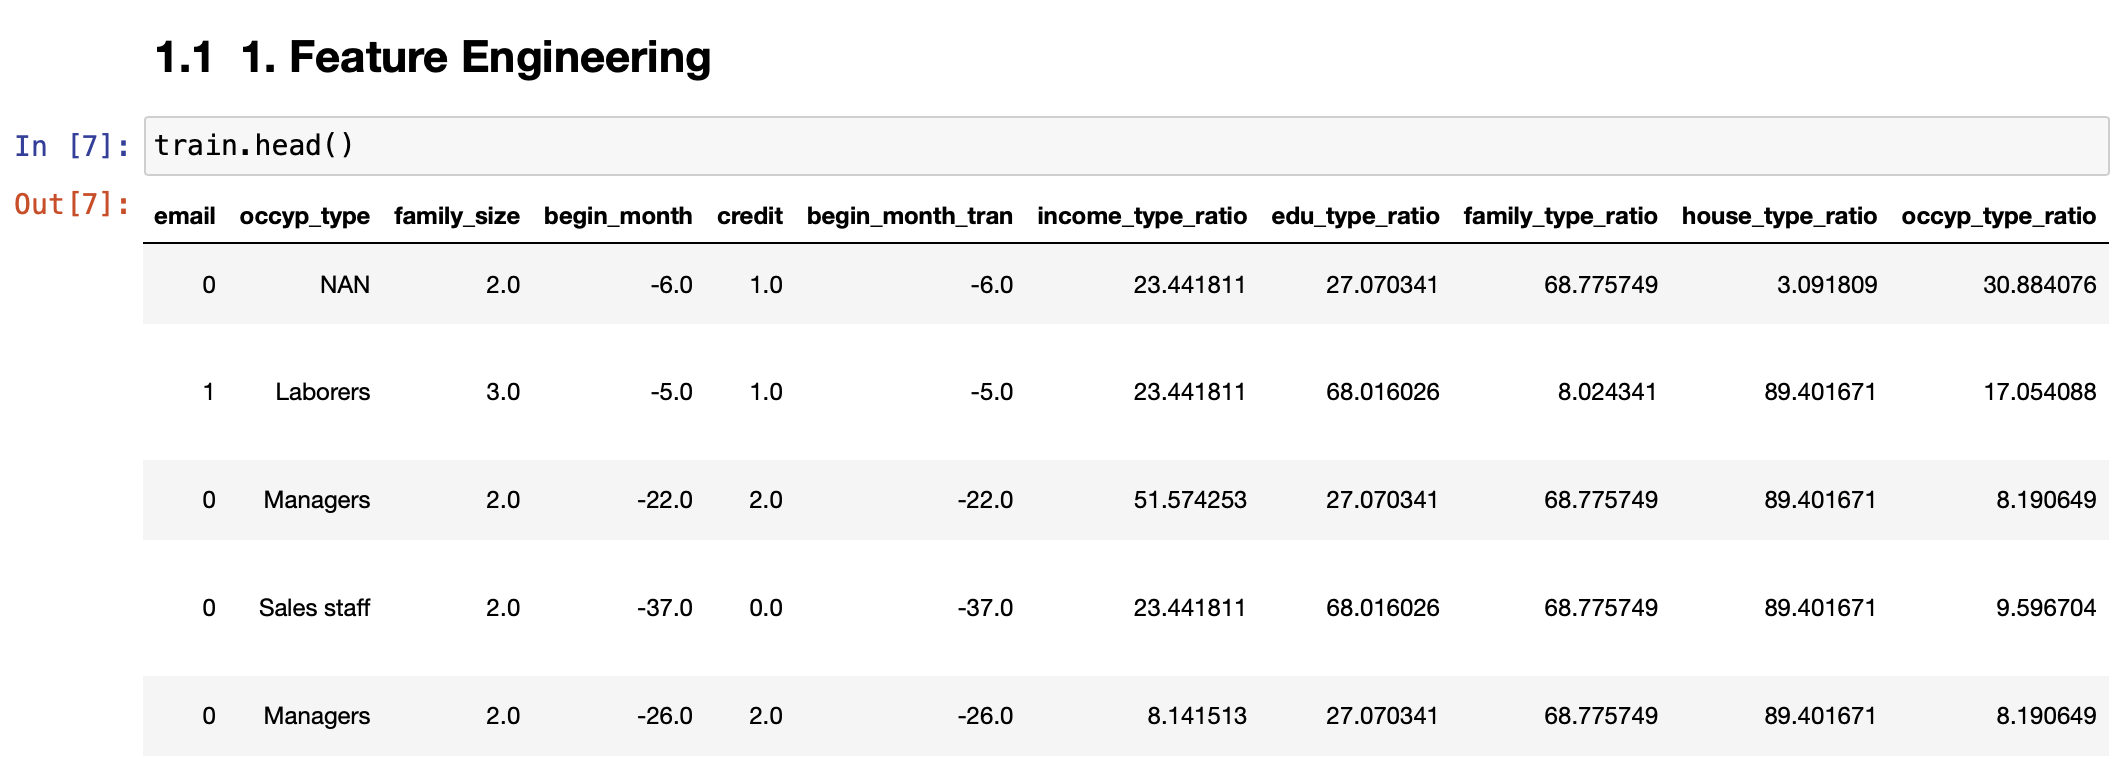 1.1 1. Feature Engineering
In [7]: train.head()
Out[7]:
email occyp_type family_size begin_month credit begin_month_tran income_type_ratio edu_type_ratio family_type_ratio house_type_ratio occyp_type_ratio
0 NAN 2.0 -6.0 1.0 -6.0 23.441811 27.070341 68.775749 3.091809 30.884076
1 Laborers 3.0 -5.0 1.0 -5.0 23.441811 68.016026 8.024341 89.401671 17.054088
0 Managers 2.0 -22.0 2.0 -22.0 51.574253 27.070341 68.775749 89.401671 8.190649
0 Sales staff 2.0 -37.0 0.0 -37.0 23.441811 68.016026 68.775749 89.401671 9.596704
0 Managers 2.0 -26.0 2.0 -26.0 8.141513 27.070341 68.775749 89.401671 8.190649